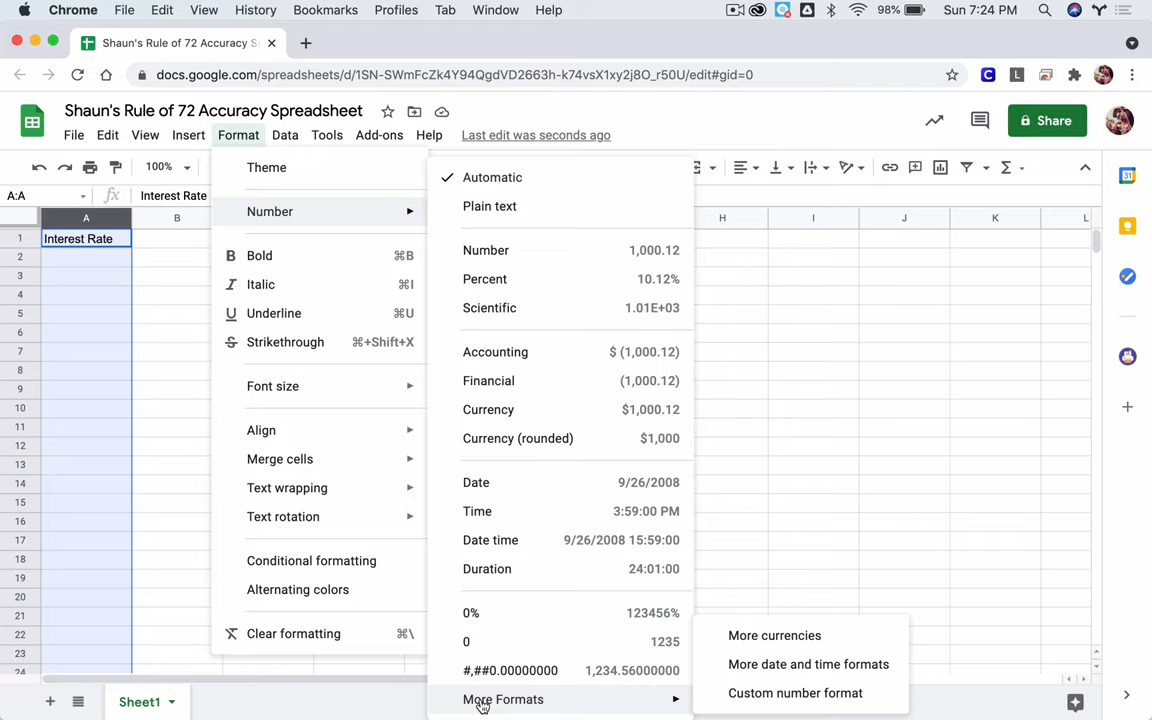 Chrome File Edit View History Bookmarks Profiles Tab Window Help 98% Sun 7:24 PM
Shaun's Rule of 72 Accuracy S
docs.google.com/spreadsheets/d/1SN-SWmFcZk4Y94QgdVD2663h-k74vsX1xy2j8O_r50U/edit#gid=0
Shaun's Rule of 72 Accuracy Spreadsheet
File Edit View Insert Format Data Tools Add-ons Help Last edit was seconds ago
Share
100%
A:A fx Interest Rate
A B H I J K L
1 Interest Rate
2
3
4
5
6
7
8
9
10
11
12
13
14
15
16
17
18
19
20
21
22
23
24
Theme
Number
Bold ⌘B
Italic ⌘I
Underline ⌘U
Strikethrough ⌘+Shift+X
Font size
Align
Merge cells
Text wrapping
Text rotation
Conditional formatting
Alternating colors
Clear formatting ⌘\
Automatic
Plain text
Number 1,000.12
Percent 10.12%
Scientific 1.01E+03
Accounting $ (1,000.12)
Financial (1,000.12)
Currency $1,000.12
Currency (rounded) $1,000
Date 9/26/2008
Time 3:59:00 PM
Date time 9/26/2008 15:59:00
Duration 24:01:00
0% 123456%
0 1235
#,##0.00000000 1,234.56000000
More Formats
More currencies
More date and time formats
Custom number format
Sheet1